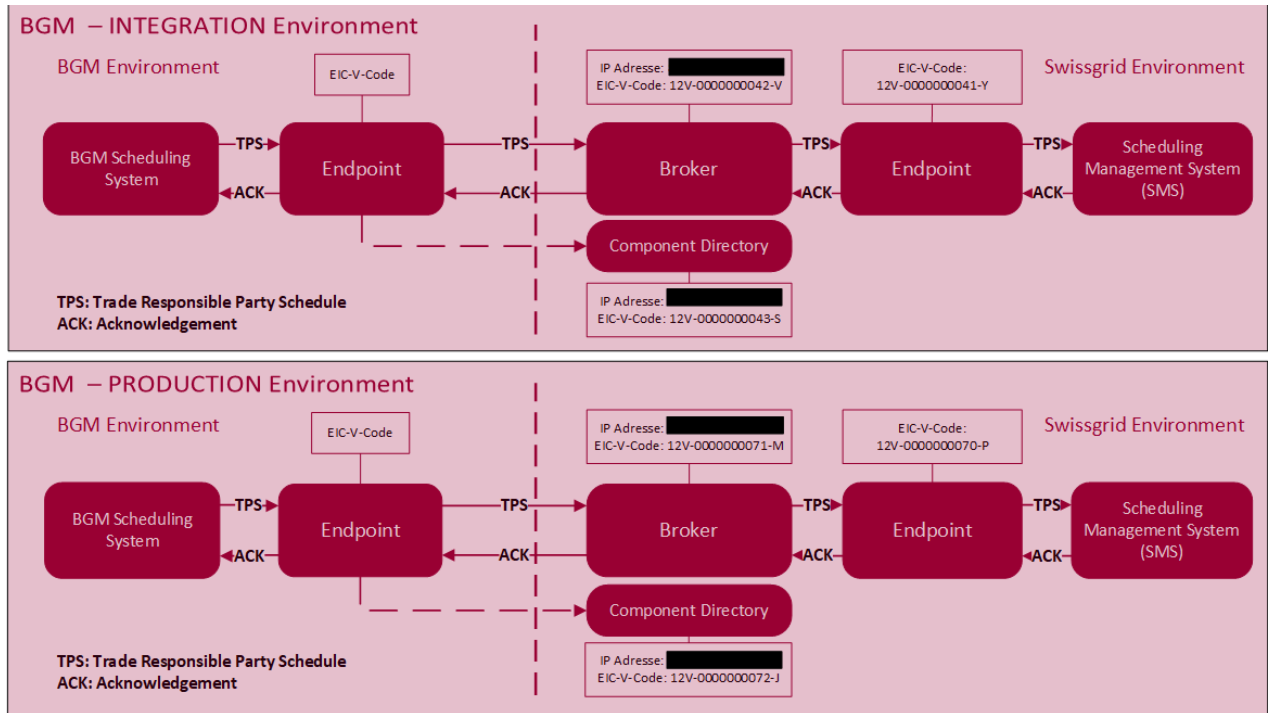 BGM – INTEGRATION Environment
BGM Environment
Swissgrid Environment
EIC-V-Code
IP Adresse:
EIC-V-Code: 12V-0000000042-V
EIC-V-Code:
12V-0000000041-Y
BGM Scheduling
System
TPS
ACK
Endpoint
TPS
ACK
Broker
TPS
ACK
Endpoint
TPS
ACK
Scheduling
Management System
(SMS)
Component Directory
IP Adresse:
EIC-V-Code: 12V-0000000043-S
TPS: Trade Responsible Party Schedule
ACK: Acknowledgement
BGM – PRODUCTION Environment
BGM Environment
Swissgrid Environment
EIC-V-Code
IP Adresse:
EIC-V-Code: 12V-0000000071-M
EIC-V-Code:
12V-0000000070-P
BGM Scheduling
System
TPS
ACK
Endpoint
TPS
ACK
Broker
TPS
ACK
Endpoint
TPS
ACK
Scheduling
Management System
(SMS)
Component Directory
IP Adresse:
EIC-V-Code: 12V-0000000072-J
TPS: Trade Responsible Party Schedule
ACK: Acknowledgement